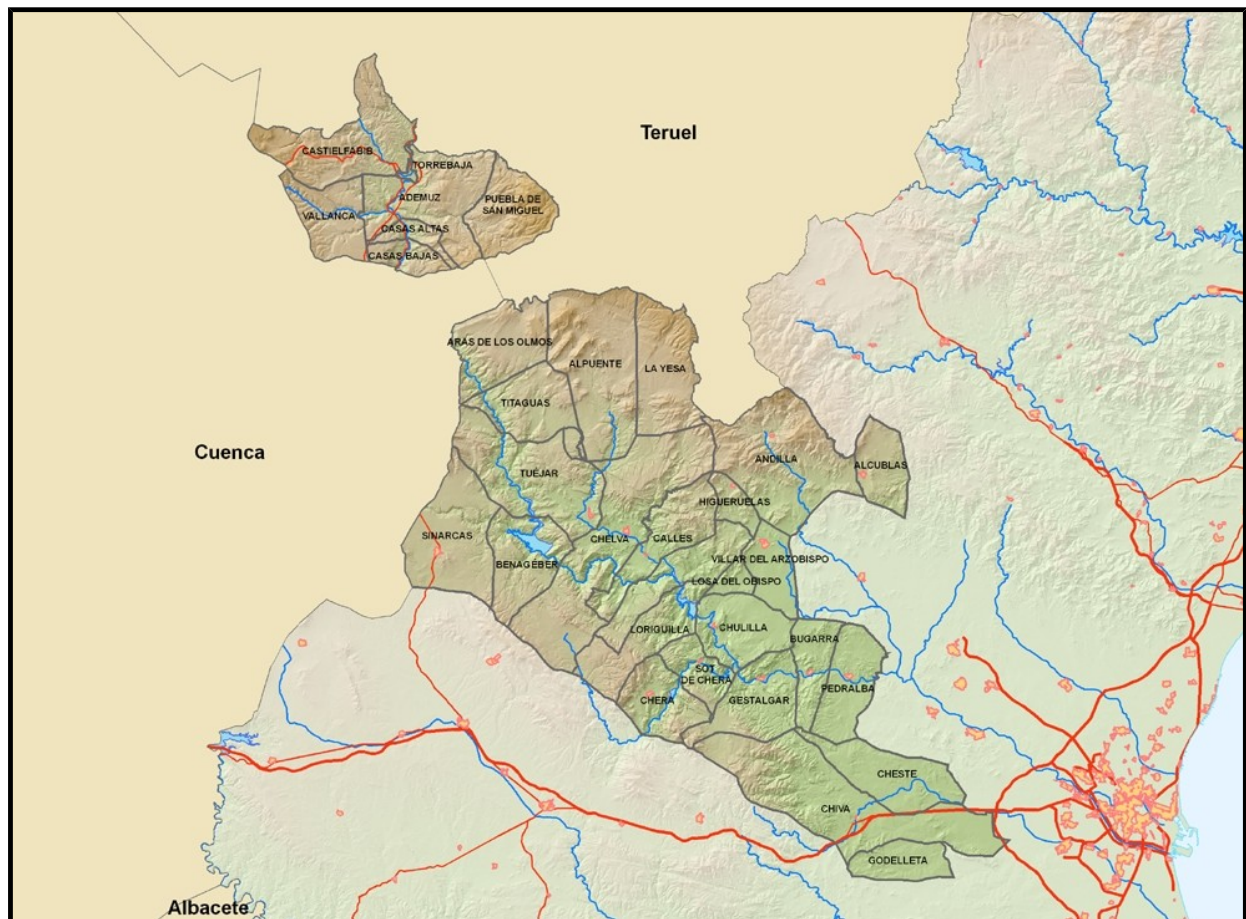 Teruel
CASTIELFABIB
TORREBAJA
ADEMUZ
PUEBLA DE
SAN MIGUEL
VALLANCA
CASAS ALTAS
CASAS BAJAS
ARAS DE LOS OLMOS
ALPUENTE
LA YESA
TITAGUAS
Cuenca
ANDILLA
ALCUBLAS
TUÉJAR
HIGUERUELAS
SINARCAS
CHELVA
CALLES
VILLAR DEL ARZOBISPO
BENAGÉBER
LOSA DEL OBISPO
LORIGUILLA
CHULILLA
BUGARRA
SOT
DE CHERA
PEDRALBA
CHERA
GESTALGAR
CHESTE
CHIVA
GODELLETA
Albacete